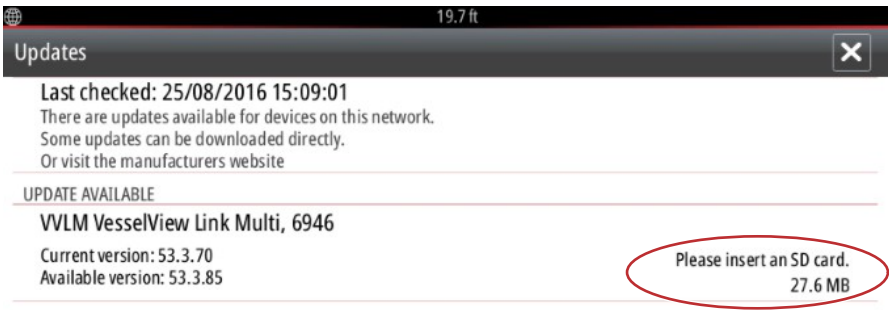 19.7 ft
Updates
Last checked: 25/08/2016 15:09:01
There are updates available for devices on this network.
Some updates can be downloaded directly.
Or visit the manufacturers website
UPDATE AVAILABLE
VVLM VesselView Link Multi, 6946
Current version: 53.3.70
Available version: 53.3.85
Please insert an SD card.
27.6 MB